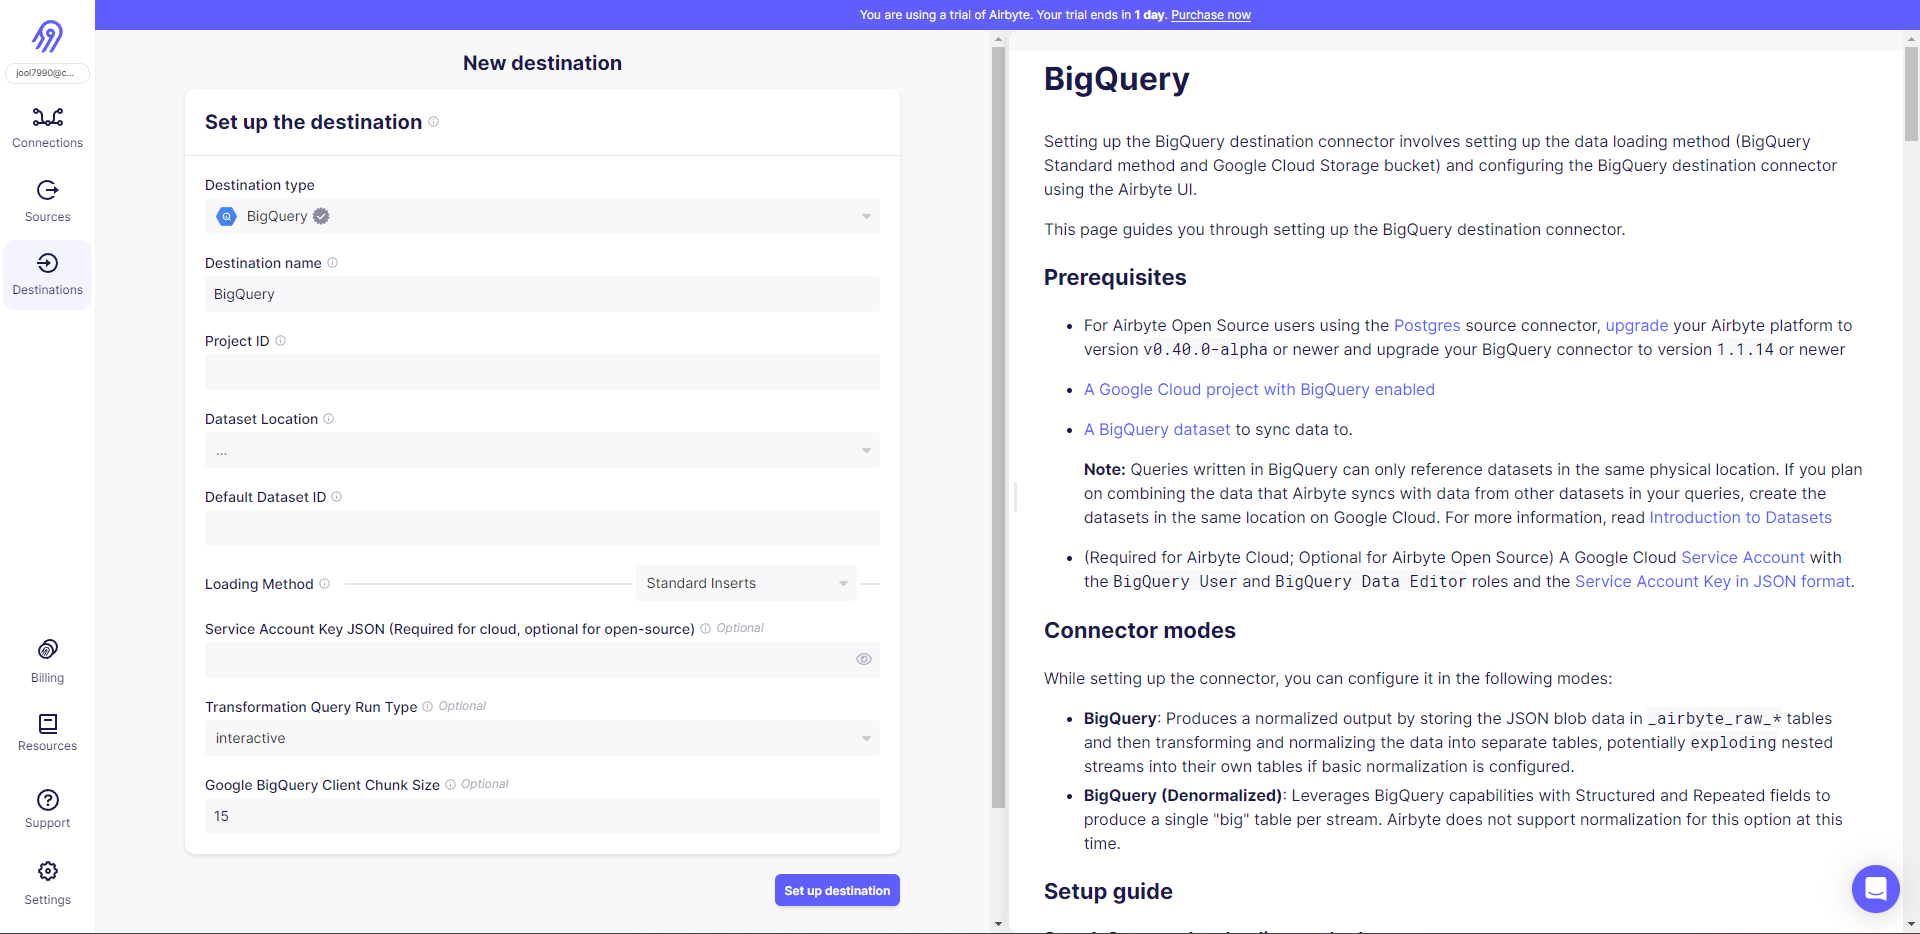 You are using a trial of Airbyte. Your trial ends in 1 day. Purchase now
jool7990@c...
Connections
Sources
Destinations
Billing
Resources
Support
Settings
New destination
Set up the destination
Destination type
BigQuery
Destination name
BigQuery
Project ID
Dataset Location
...
Default Dataset ID
Loading Method
Standard Inserts
Service Account Key JSON (Required for cloud, optional for open-source) Optional
Transformation Query Run Type Optional
interactive
Google BigQuery Client Chunk Size Optional
15
Set up destination
BigQuery
Setting up the BigQuery destination connector involves setting up the data loading method (BigQuery
Standard method and Google Cloud Storage bucket) and configuring the BigQuery destination connector
using the Airbyte UI.
This page guides you through setting up the BigQuery destination connector.
Prerequisites
• For Airbyte Open Source users using the Postgres source connector, upgrade your Airbyte platform to
version v0.40.0-alpha or newer and upgrade your BigQuery connector to version 1.1.14 or newer
• A Google Cloud project with BigQuery enabled
• A BigQuery dataset to sync data to.
Note: Queries written in BigQuery can only reference datasets in the same physical location. If you plan
on combining the data that Airbyte syncs with data from other datasets in your queries, create the
datasets in the same location on Google Cloud. For more information, read Introduction to Datasets
• (Required for Airbyte Cloud; Optional for Airbyte Open Source) A Google Cloud Service Account with
the BigQuery User and BigQuery Data Editor roles and the Service Account Key in JSON format.
Connector modes
While setting up the connector, you can configure it in the following modes:
• BigQuery: Produces a normalized output by storing the JSON blob data in _airbyte_raw_* tables
and then transforming and normalizing the data into separate tables, potentially exploding nested
streams into their own tables if basic normalization is configured.
• BigQuery (Denormalized): Leverages BigQuery capabilities with Structured and Repeated fields to
produce a single "big" table per stream. Airbyte does not support normalization for this option at this
time.
Setup guide